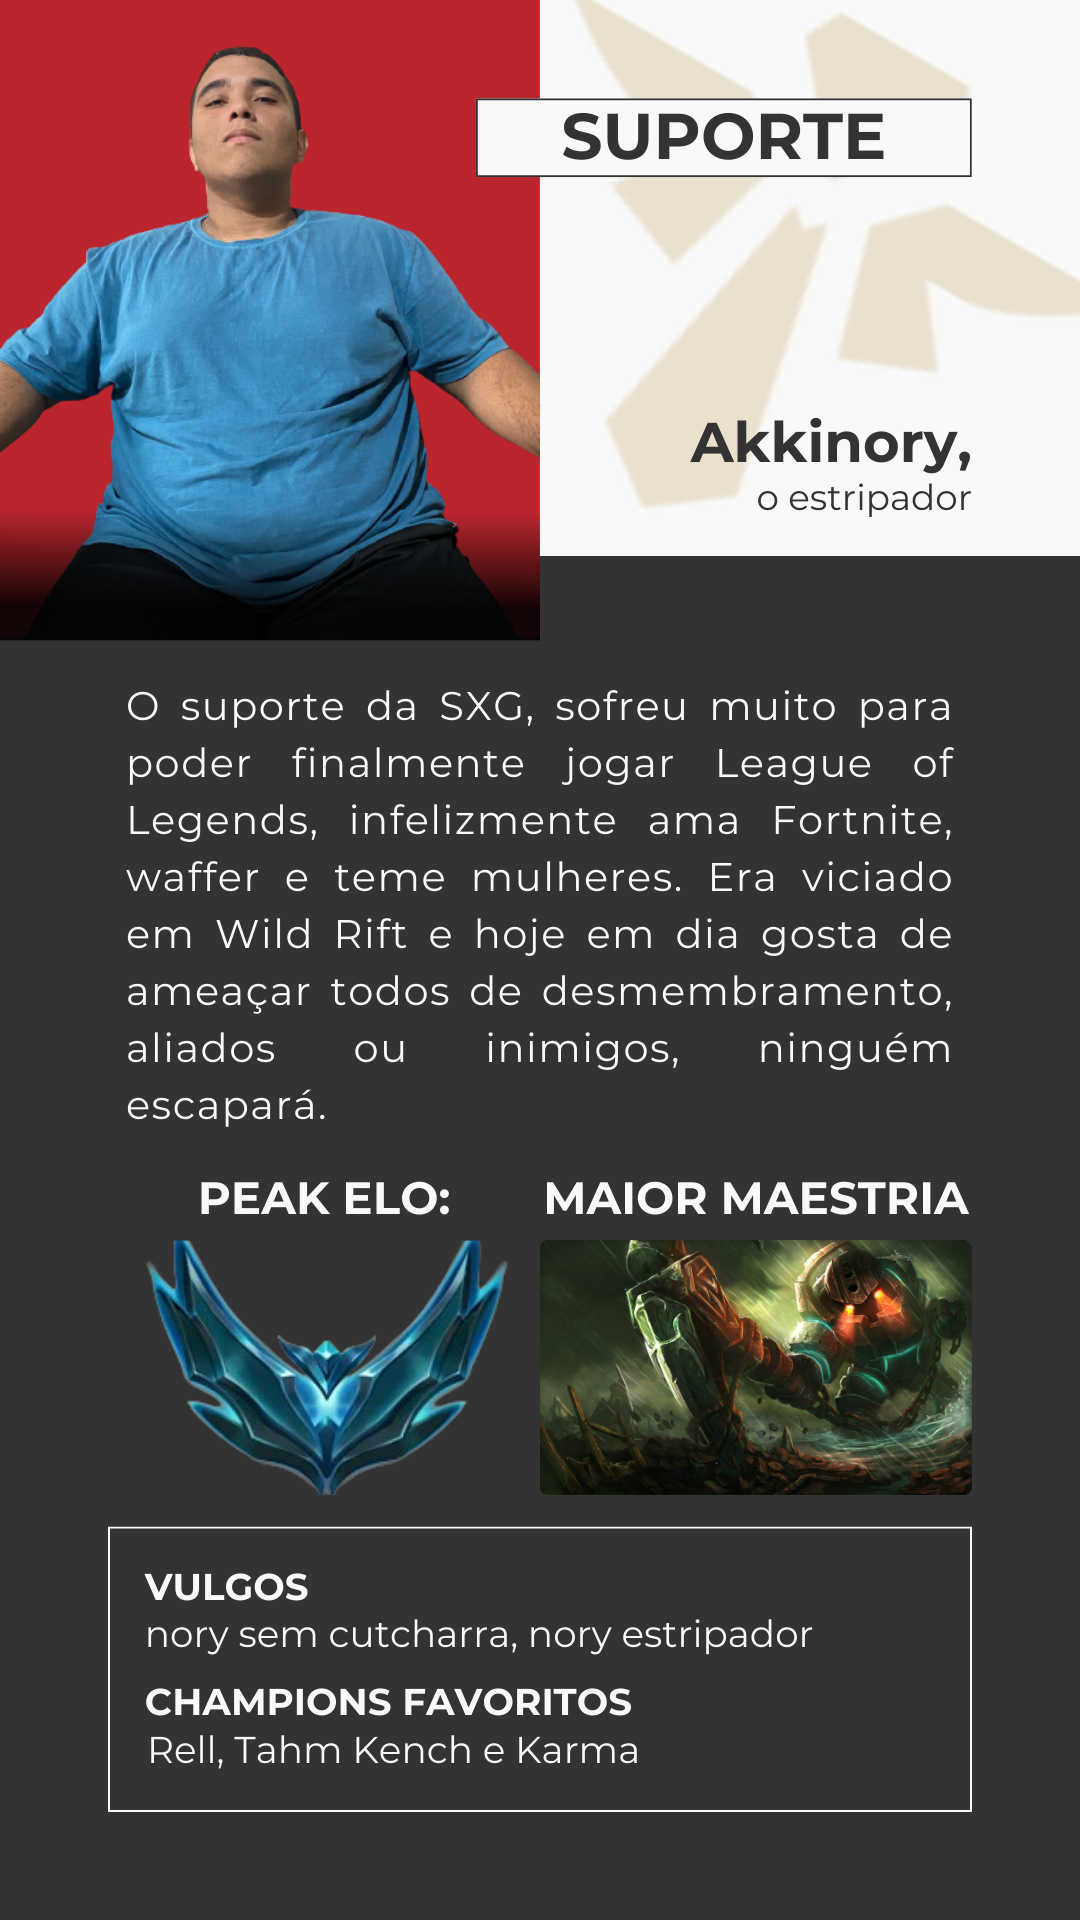 SUPORTE
Akkinory,
o estripador
O suporte da SXG, sofreu muito para
poder finalmente jogar League of
Legends, infelizmente ama Fortnite,
waffer e teme mulheres. Era viciado
em Wild Rift e hoje em dia gosta de
ameaçar todos de desmembramento,
aliados ou inimigos, ninguém
escapará.
PEAK ELO:
MAIOR MAESTRIA
VULGOS
nory sem cutcharra, nory estripador
CHAMPIONS FAVORITOS
Rell, Tahm Kench e Karma